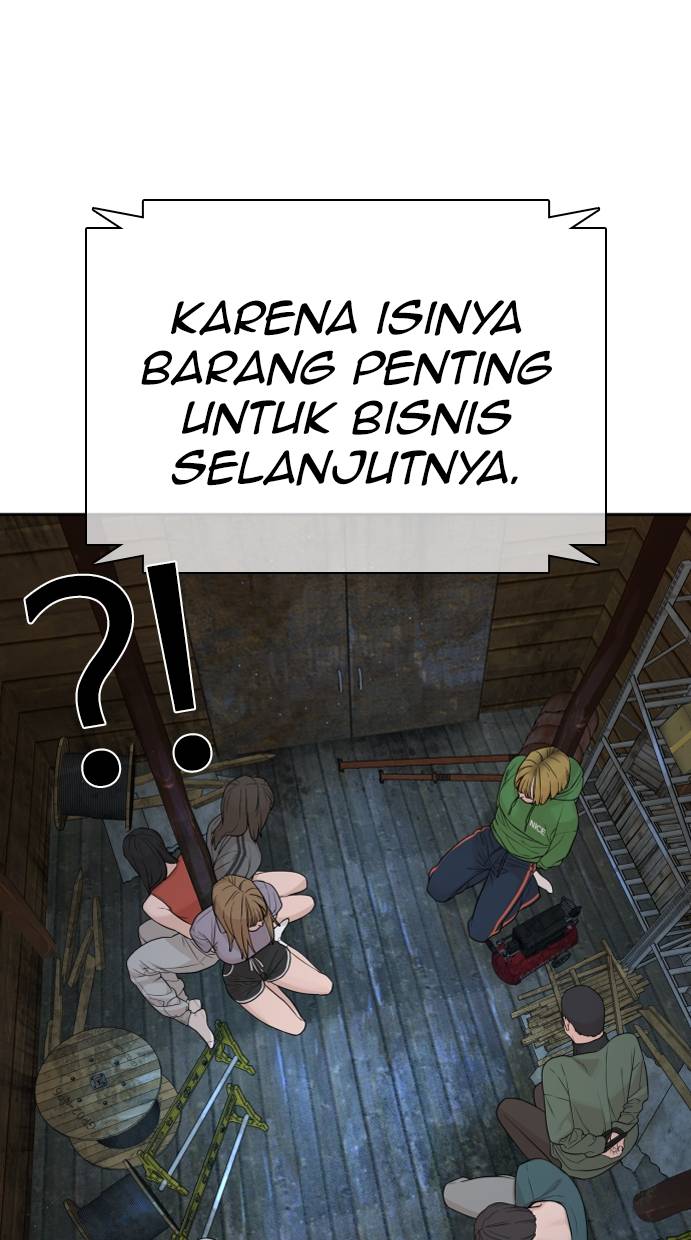 KARENA ISINYA
BARANG PENTING
UNTUK BISNIS
SELANJUTNYA.
?!
NICE